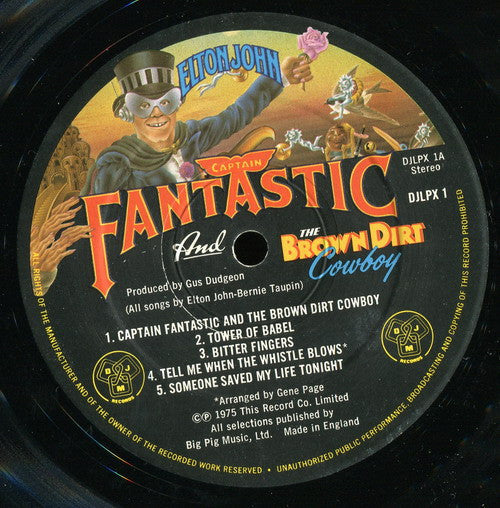 ELTON JOHN
CAPTAIN
FANTASTIC
And
THE
BROWN DIRT
Cowboy
DJLPX 1A
Stereo
DJLPX 1
Produced by Gus Dudgeon
(All songs by Elton John-Bernie Taupin)
1. CAPTAIN FANTASTIC AND THE BROWN DIRT COWBOY
2. TOWER OF BABEL
3. BITTER FINGERS
4. TELL ME WHEN THE WHISTLE BLOWS*
5. SOMEONE SAVED MY LIFE TONIGHT
*Arranged by Gene Page
©℗ 1975 This Record Co. Limited
All selections published by
Big Pig Music, Ltd. Made in England
DJM
RECORDS
DJM
RECORDS
ALL RIGHTS OF THE MANUFACTURER AND OF THE OWNER OF THE RECORDED WORK RESERVED • UNAUTHORIZED PUBLIC PERFORMANCE, BROADCASTING AND COPYING OF THIS RECORD PROHIBITED